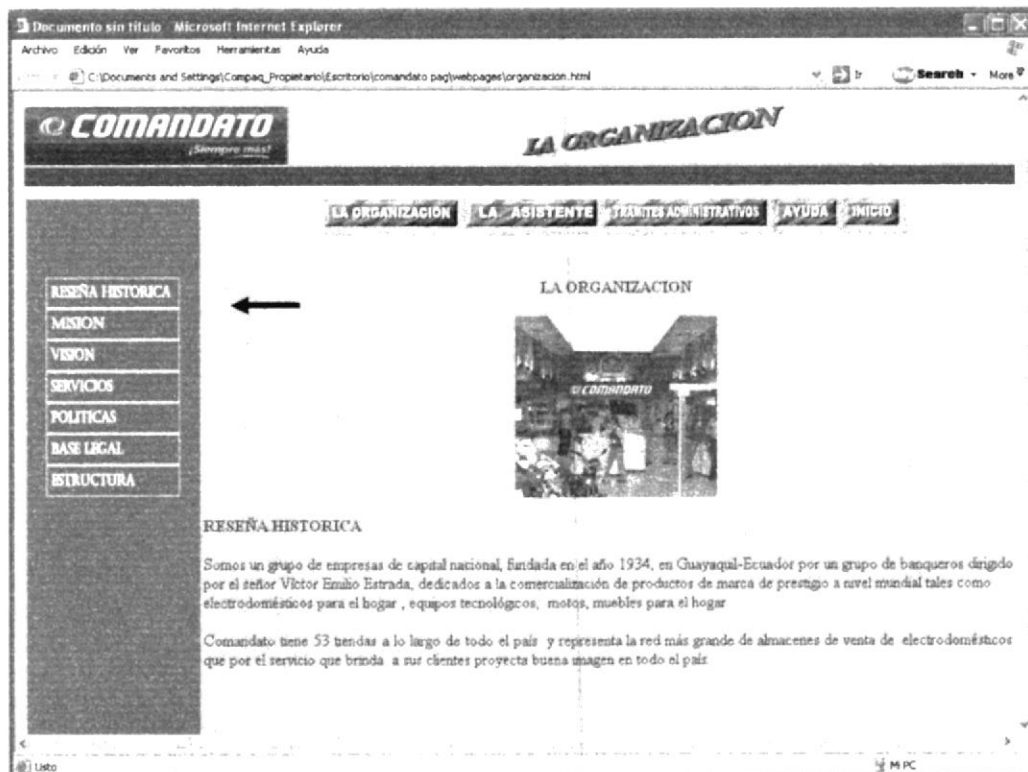 Documento sin título - Microsoft Internet Explorer
Archivo Edición Ver Favoritos Herramientas Ayuda
C:\Documents and Settings\Compaq_Propietario\Escritorio\comandato pag\webpages\organizacion.html Ir Search More
COMANDATO
¡Siempre más!
LA ORGANIZACION
LA ORGANIZACIÓN LA ASISTENTE TRAMITES ADMINISTRATIVOS AYUDA INICIO
RESEÑA HISTORICA
MISION
VISION
SERVICIOS
POLITICAS
BASE LEGAL
ESTRUCTURA
LA ORGANIZACION
COMANDATO
RESEÑA HISTORICA
Somos un grupo de empresas de capital nacional, fundada en el año 1934, en Guayaquil-Ecuador por un grupo de banqueros dirigido
por el señor Víctor Emilio Estrada, dedicados a la comercialización de productos de marca de prestigio a nivel mundial tales como
electrodomésticos para el hogar , equipos tecnológicos, motos, muebles para el hogar
Comandato tiene 53 tiendas a lo largo de todo el país y representa la red más grande de almacenes de venta de electrodomésticos
que por el servicio que brinda a sus clientes proyecta buena imagen en todo el país
Listo Mi PC